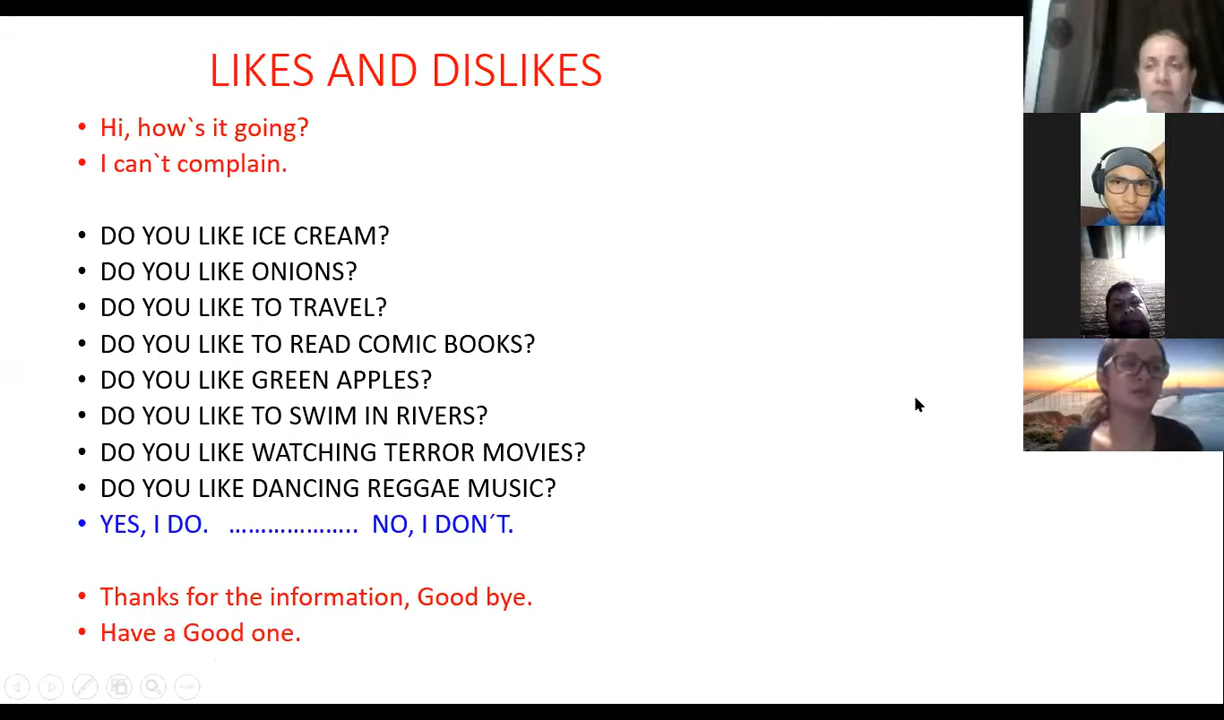 LIKES AND DISLIKES
• Hi, how`s it going?
• I can`t complain.
• DO YOU LIKE ICE CREAM?
• DO YOU LIKE ONIONS?
• DO YOU LIKE TO TRAVEL?
• DO YOU LIKE TO READ COMIC BOOKS?
• DO YOU LIKE GREEN APPLES?
• DO YOU LIKE TO SWIM IN RIVERS?
• DO YOU LIKE WATCHING TERROR MOVIES?
• DO YOU LIKE DANCING REGGAE MUSIC?
• YES, I DO. ……………….. NO, I DON´T.
• Thanks for the information, Good bye.
• Have a Good one.